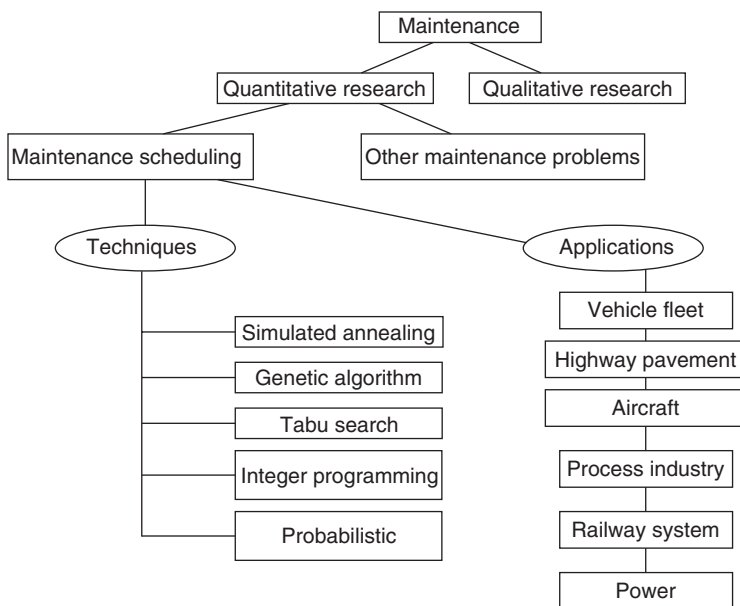 Maintenance
Quantitative research
Qualitative research
Maintenance scheduling
Other maintenance problems
Techniques
Applications
Simulated annealing
Genetic algorithm
Tabu search
Integer programming
Probabilistic
Vehicle fleet
Highway pavement
Aircraft
Process industry
Railway system
Power